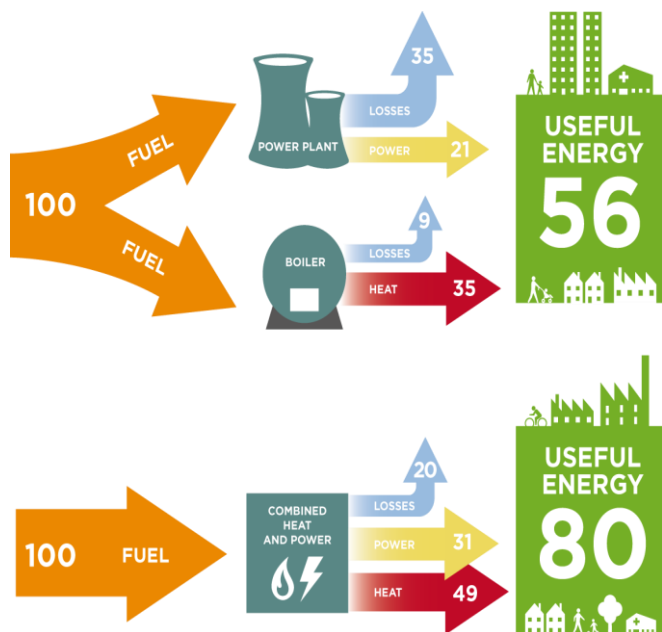 100
FUEL
FUEL
POWER PLANT
35
LOSSES
POWER 21
BOILER
9
LOSSES
HEAT 35
USEFUL
ENERGY
56
100 FUEL
COMBINED
HEAT
AND POWER
20
LOSSES
POWER 31
HEAT 49
USEFUL
ENERGY
80